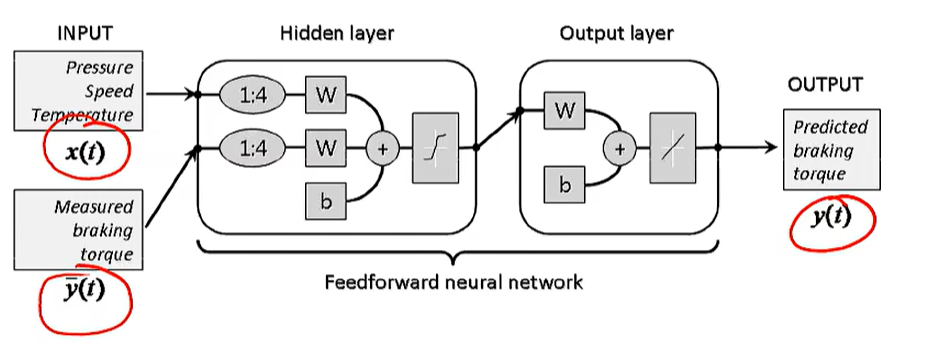 INPUT
Hidden layer
Output layer
Pressure
Speed
Temperature
x(t)
1:4
W
1:4
W
+
b
W
+
b
OUTPUT
Predicted
braking
torque
y(t)
Measured
braking
torque
ȳ(t)
Feedforward neural network